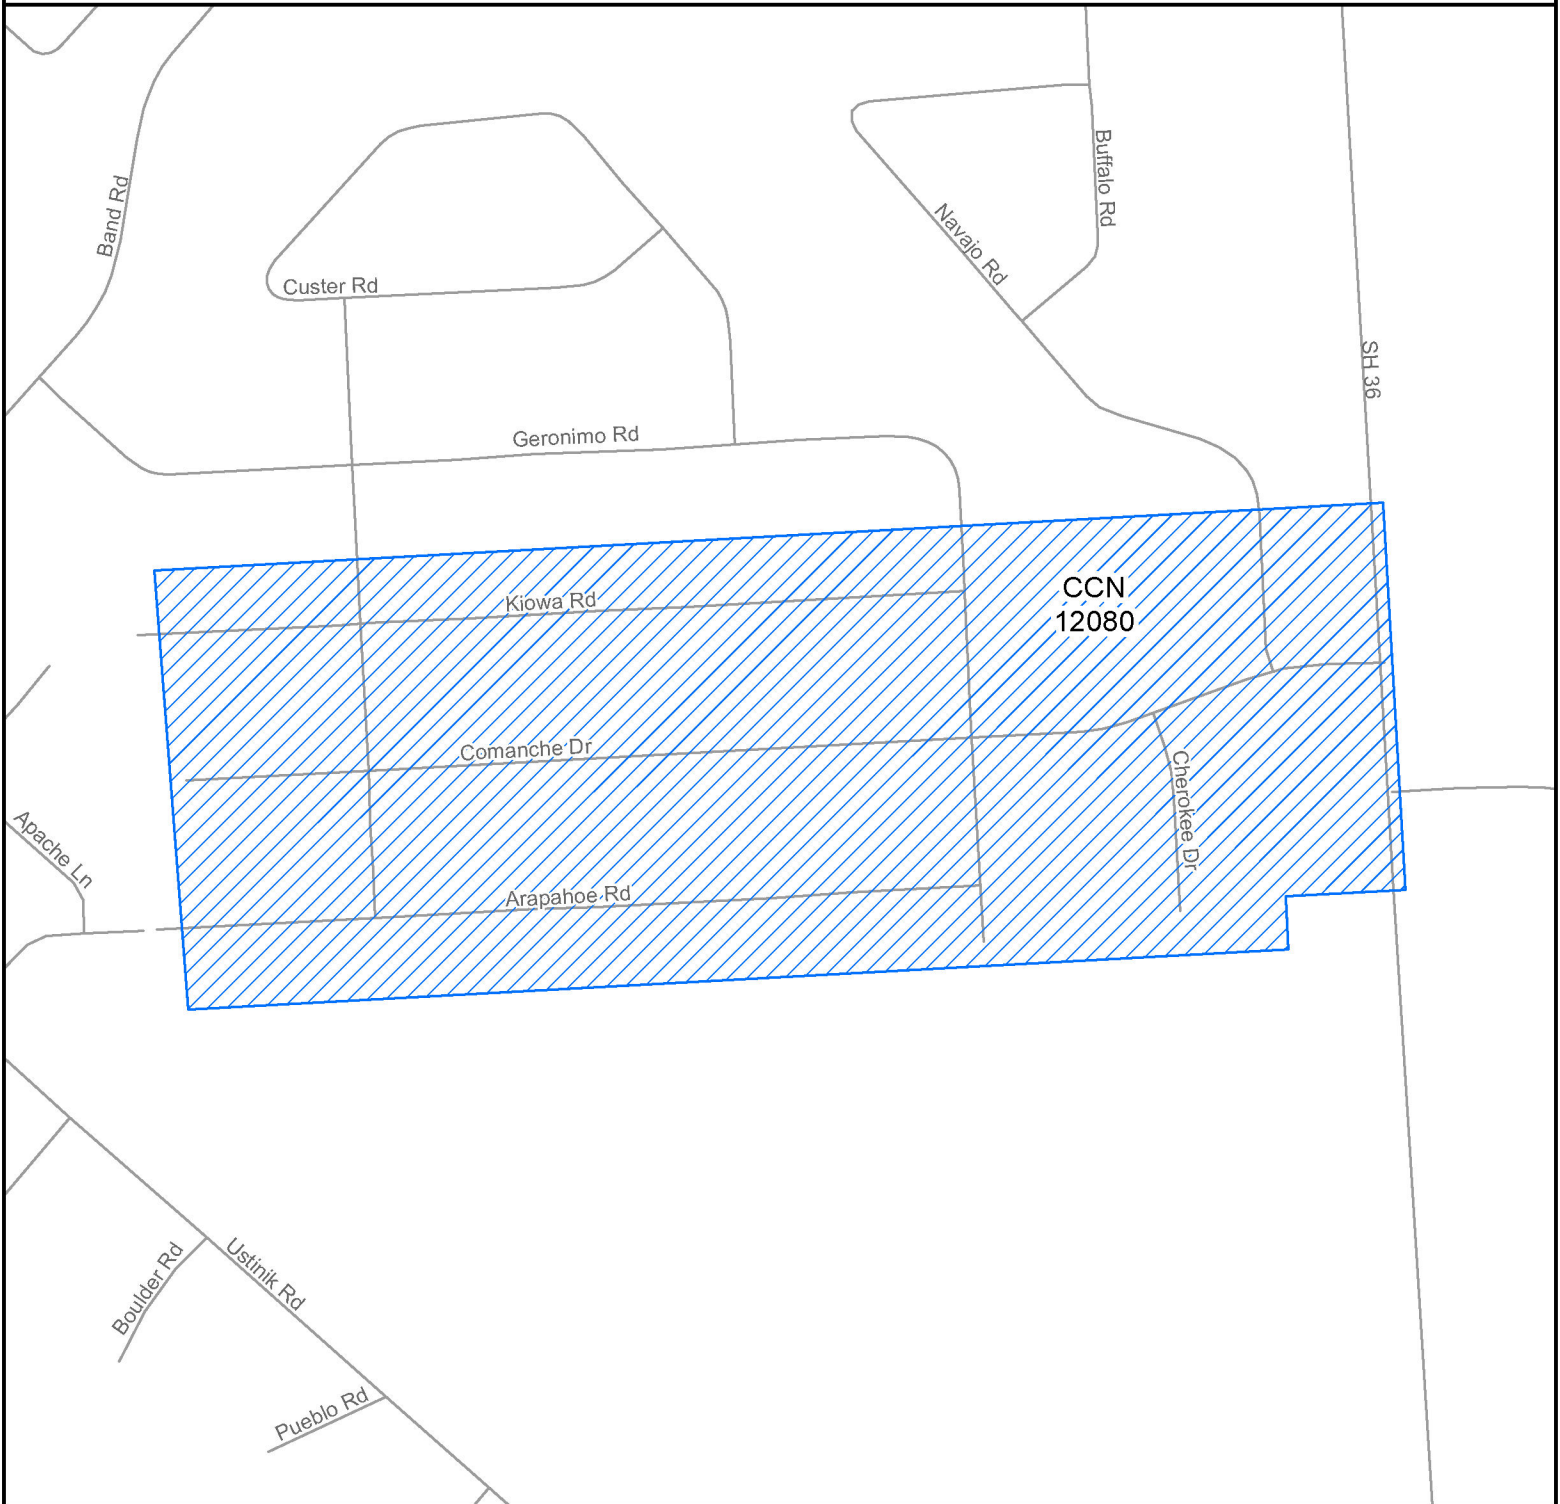 Band Rd
Buffalo Rd
Navajo Rd
Custer Rd
SH 36
Geronimo Rd
CCN
12080
Kiowa Rd
Comanche Dr
Cherokee Dr
Apache Ln
Arapahoe Rd
Ustinik Rd
Boulder Rd
Pueblo Rd